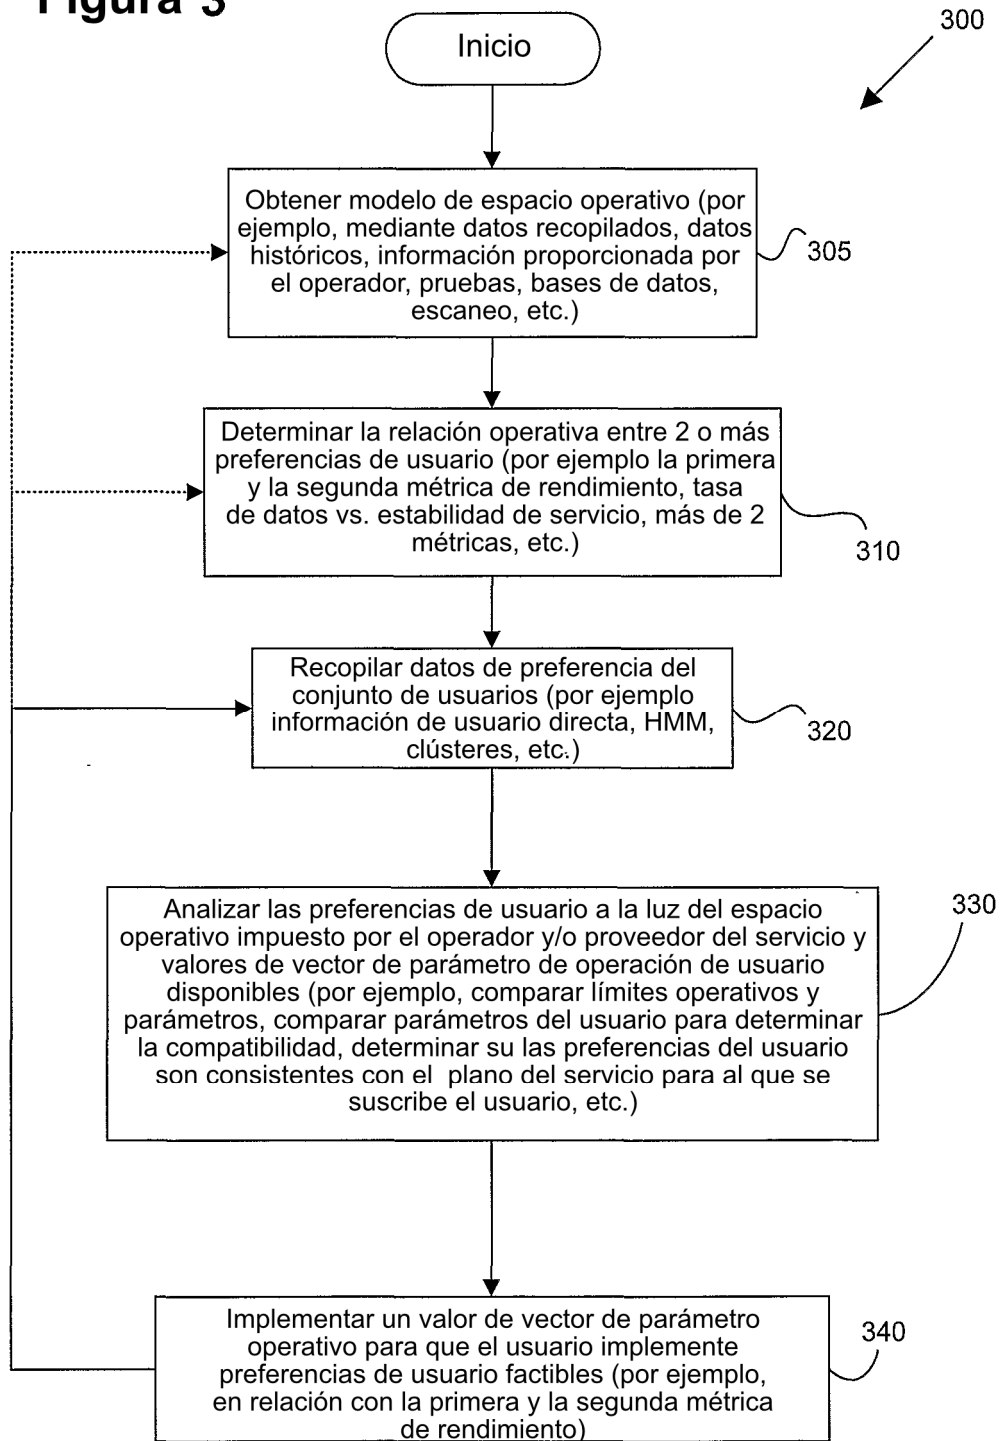 Figura 3
300
Inicio
Obtener modelo de espacio operativo (por
ejemplo, mediante datos recopilados, datos
históricos, información proporcionada por
el operador, pruebas, bases de datos,
escaneo, etc.)
305
Determinar la relación operativa entre 2 o más
preferencias de usuario (por ejemplo la primera
y la segunda métrica de rendimiento, tasa
de datos vs. estabilidad de servicio, más de 2
métricas, etc.)
310
Recopilar datos de preferencia del
conjunto de usuarios (por ejemplo
información de usuario directa, HMM,
clústeres, etc.)
320
Analizar las preferencias de usuario a la luz del espacio
operativo impuesto por el operador y/o proveedor del servicio y
valores de vector de parámetro de operación de usuario
disponibles (por ejemplo, comparar límites operativos y
parámetros, comparar parámetros del usuario para determinar
la compatibilidad, determinar su las preferencias del usuario
son consistentes con el plano del servicio para al que se
suscribe el usuario, etc.)
330
Implementar un valor de vector de parámetro
operativo para que el usuario implemente
preferencias de usuario factibles (por ejemplo,
en relación con la primera y la segunda métrica
de rendimiento)
340